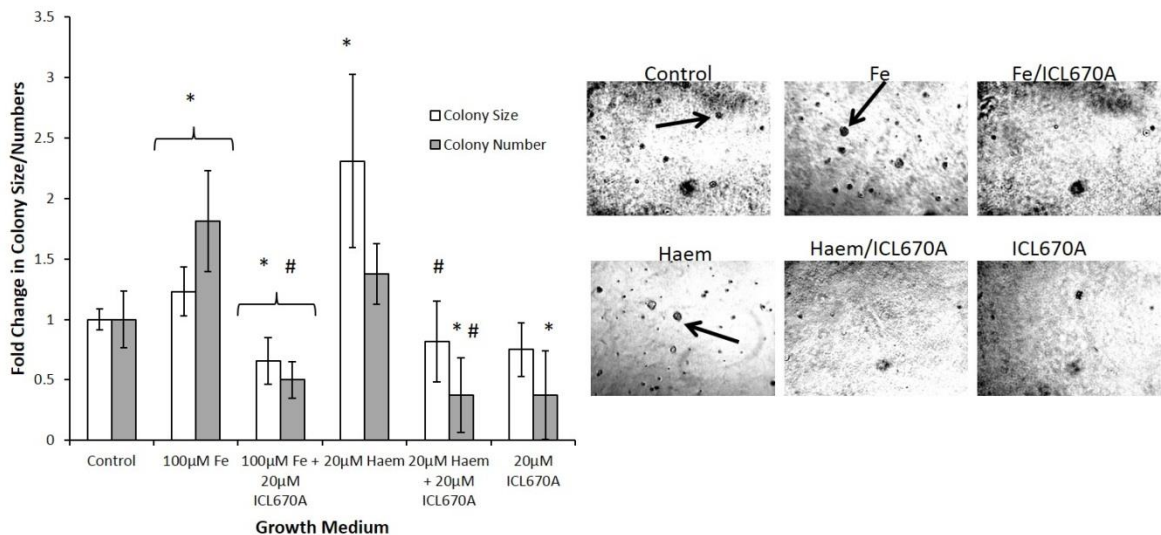 Fold Change in Colony Size/Numbers
3.5
3
2.5
2
1.5
1
0.5
0
*
* #
*
#
* #
*
Colony Size
Colony Number
Control
100μM Fe
100μM Fe +
20μM
ICL670A
20μM Haem
20μM Haem
+ 20μM
ICL670A
20μM
ICL670A
Growth Medium
Control
Fe
Fe/ICL670A
Haem
Haem/ICL670A
ICL670A